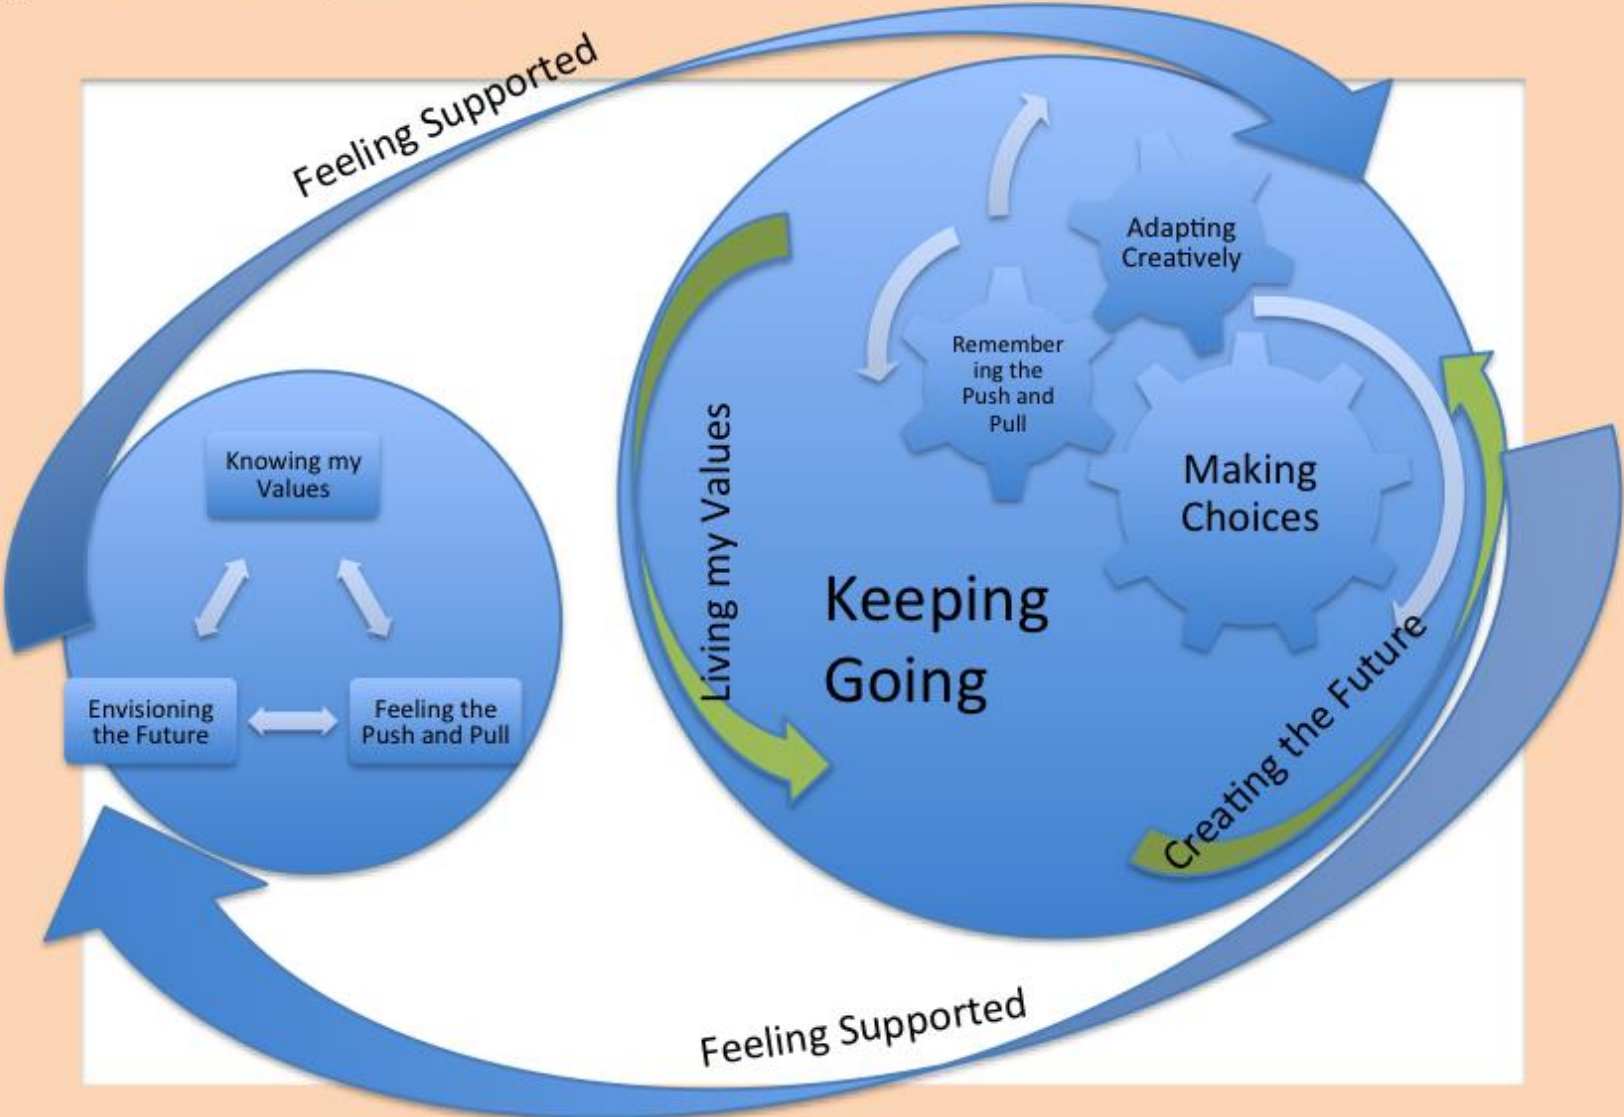 Feeling Supported
Adapting
Creatively
Remember
ing the
Push and
Pull
Making
Choices
Living my Values
Keeping
Going
Creating the Future
Knowing my
Values
Envisioning
the Future
Feeling the
Push and Pull
Feeling Supported